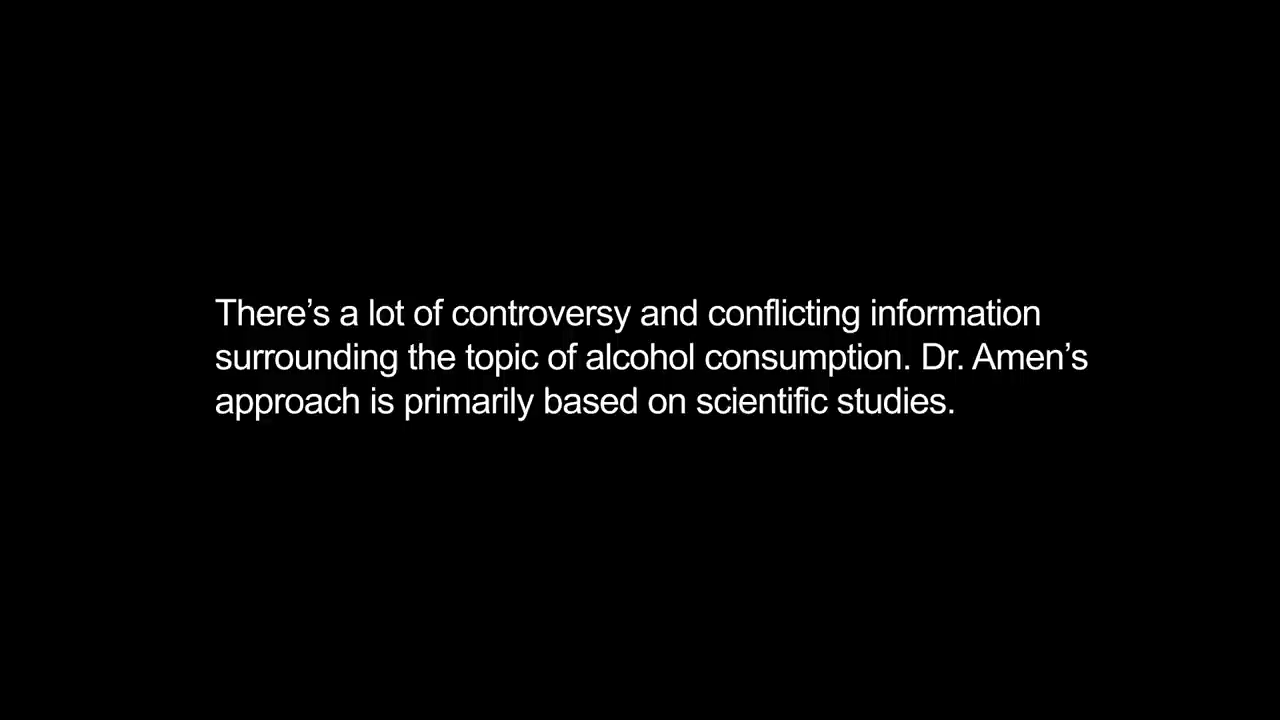 There’s a lot of controversy and conflicting information
surrounding the topic of alcohol consumption. Dr. Amen’s
approach is primarily based on scientific studies.